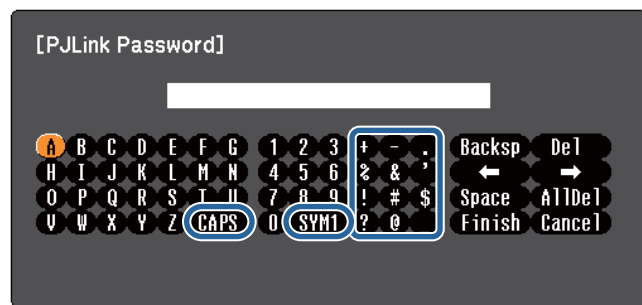 [PJLink Password]
A B C D E F G 1 2 3 + - . Backsp Del
H I J K L M N 4 5 6 % & ' ← →
O P Q R S T U 7 8 9 ! # $ Space AllDel
V W X Y Z CAPS 0 SYM1 ? @ Finish Cancel